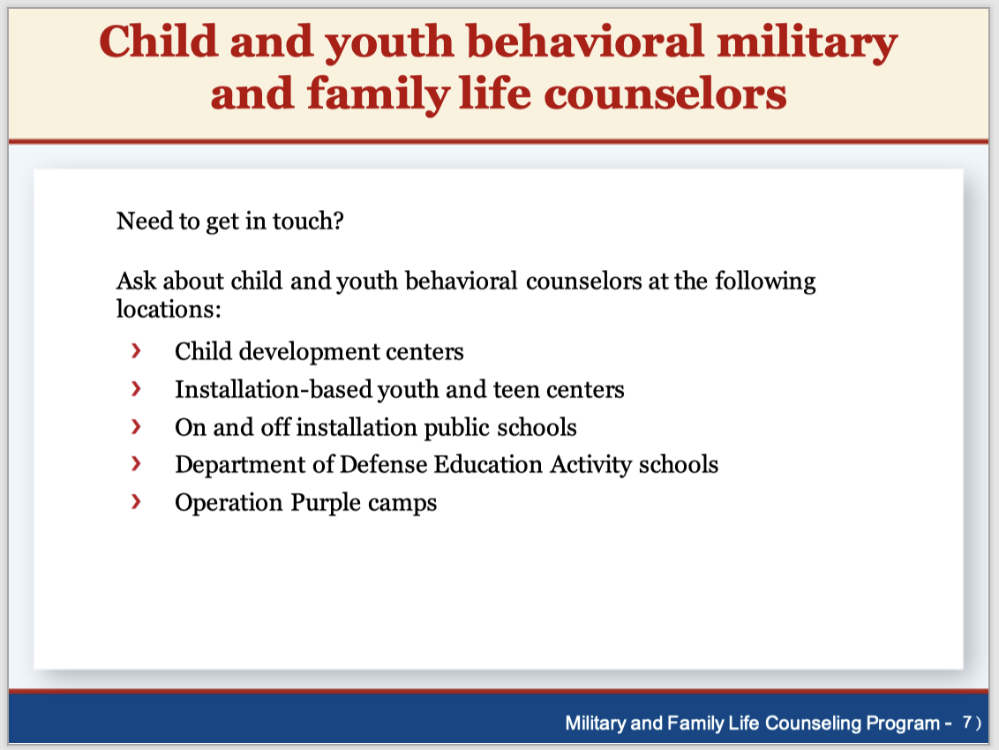 Child and youth behavioral military
and family life counselors
Need to get in touch?
Ask about child and youth behavioral counselors at the following
locations:
› Child development centers
› Installation-based youth and teen centers
› On and off installation public schools
› Department of Defense Education Activity schools
› Operation Purple camps
Military and Family Life Counseling Program - 7 )